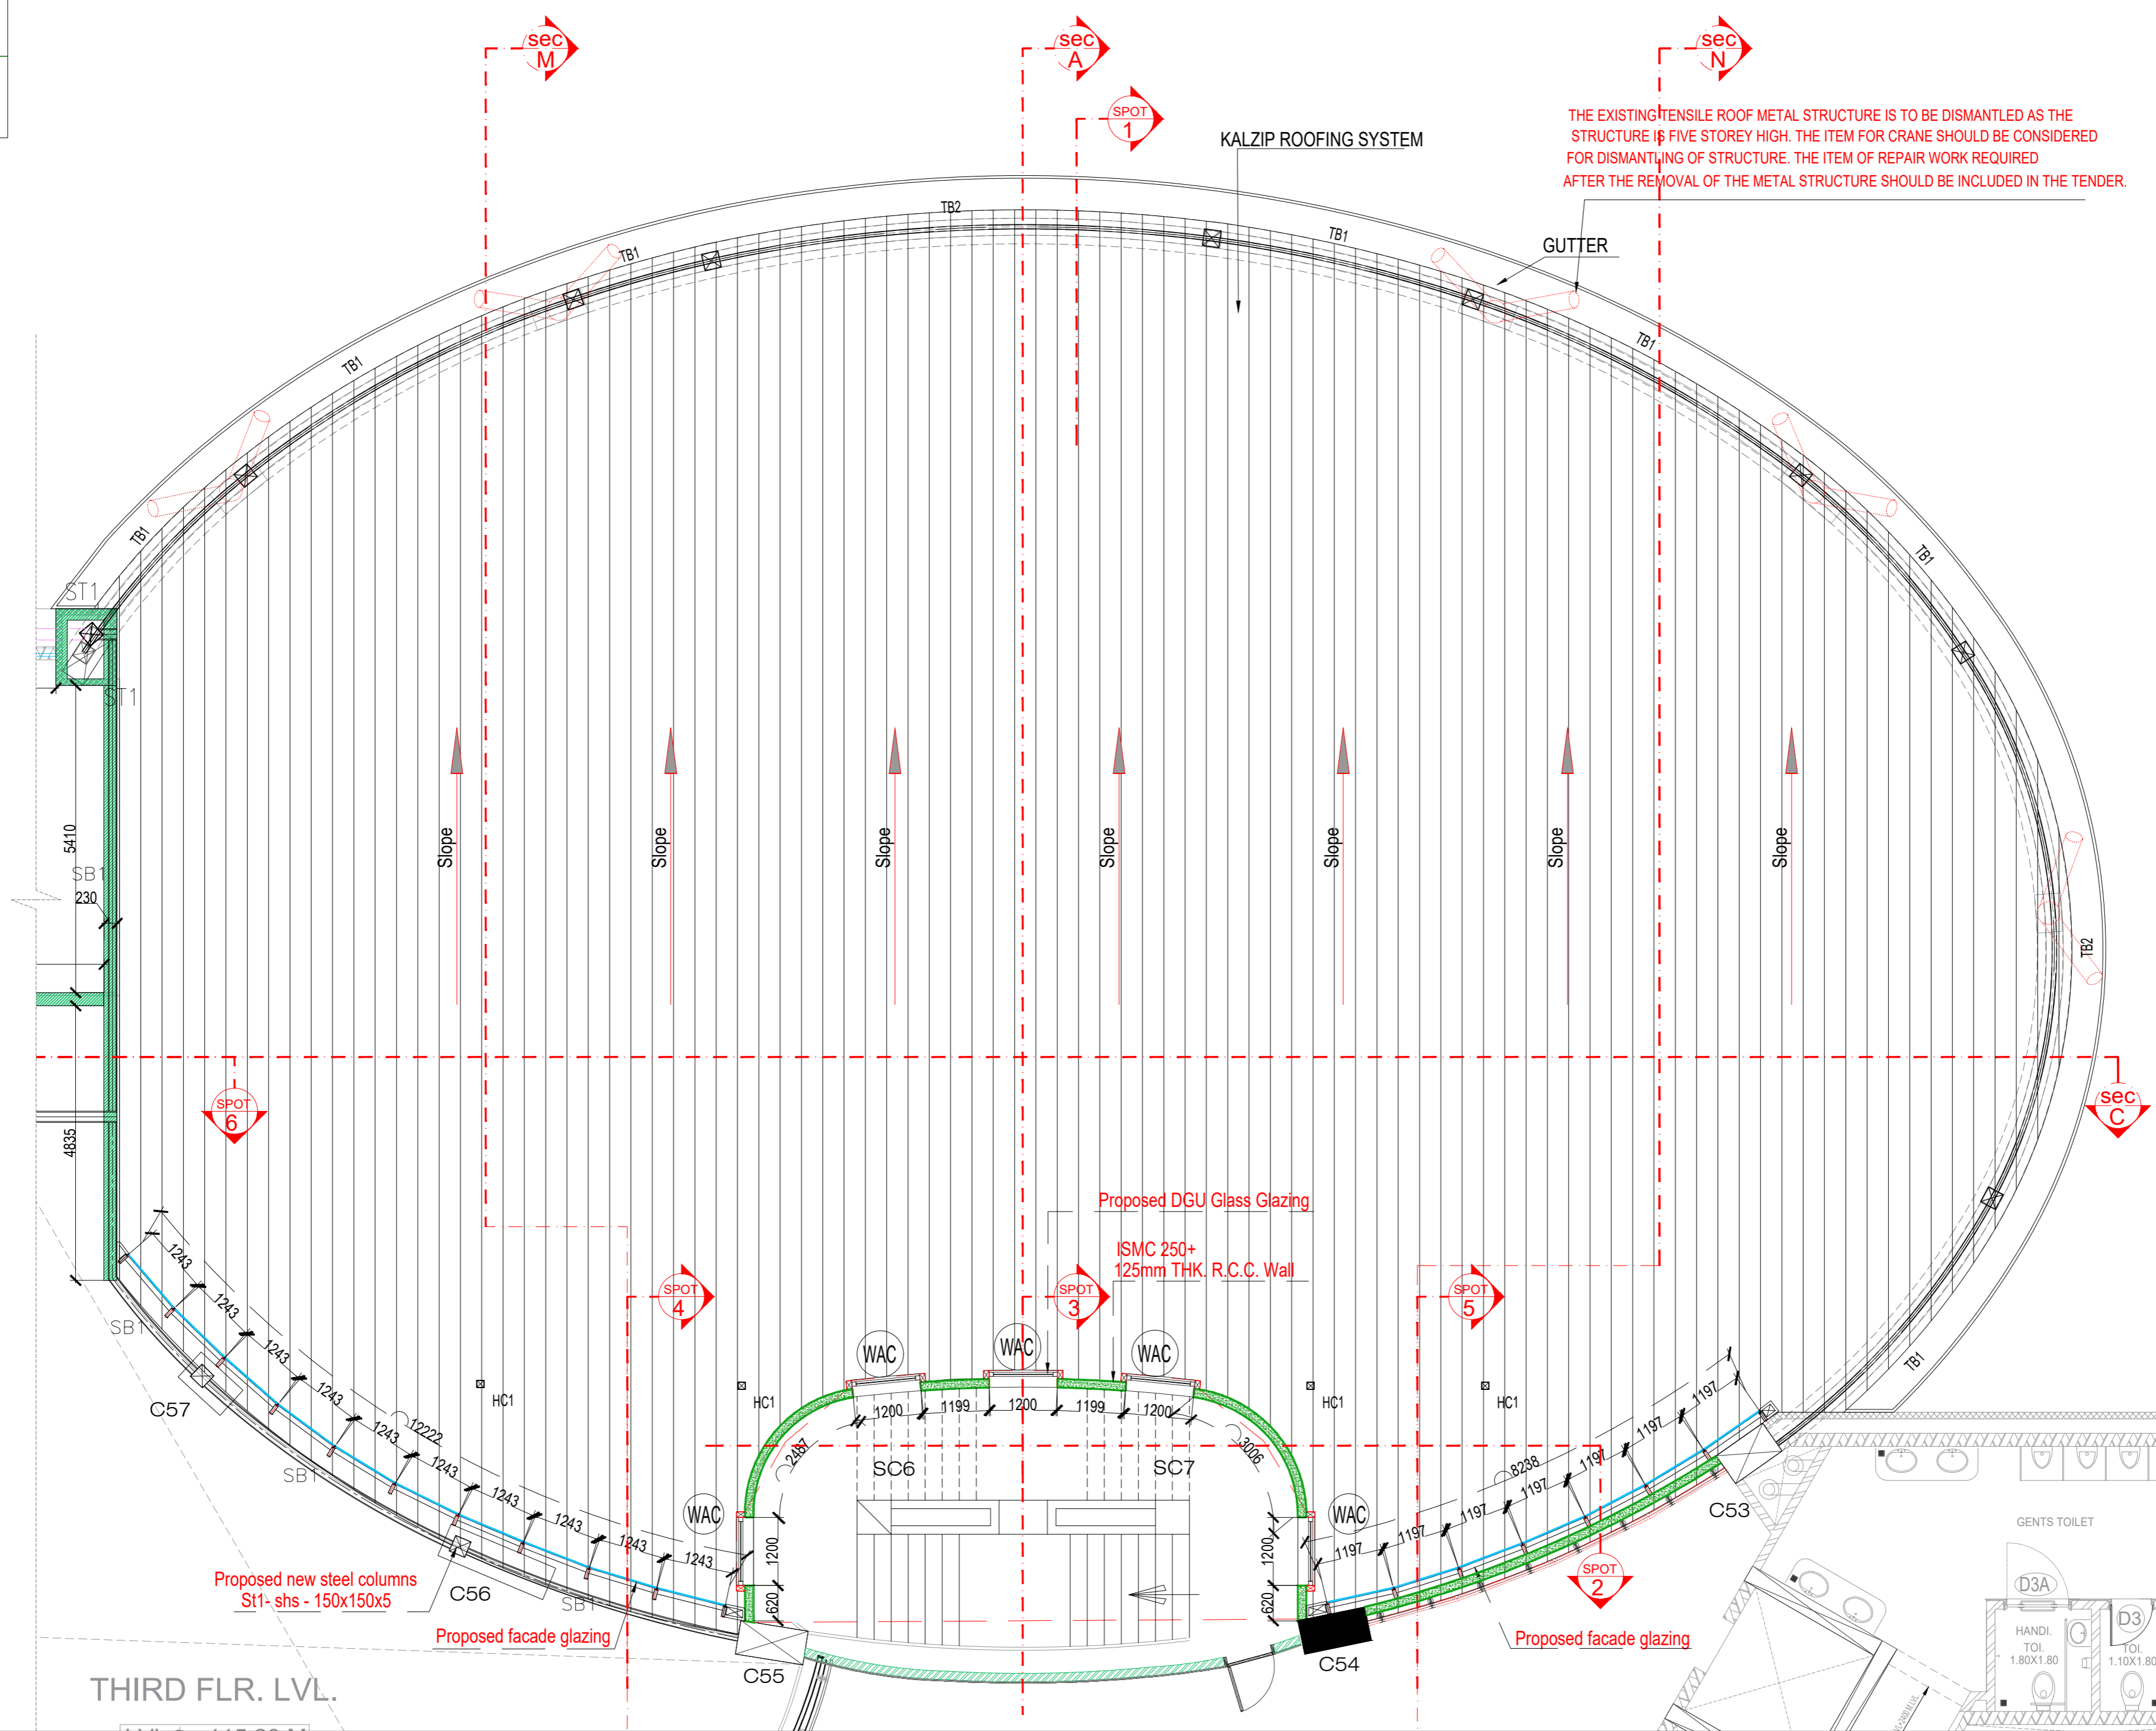 sec
M
sec
A
sec
N
SPOT
1
KALZIP ROOFING SYSTEM
THE EXISTING TENSILE ROOF METAL STRUCTURE IS TO BE DISMANTLED AS THE
STRUCTURE IS FIVE STOREY HIGH. THE ITEM FOR CRANE SHOULD BE CONSIDERED
FOR DISMANTLING OF STRUCTURE. THE ITEM OF REPAIR WORK REQUIRED
AFTER THE REMOVAL OF THE METAL STRUCTURE SHOULD BE INCLUDED IN THE TENDER.
TB2
TB1
TB1
GUTTER
TB1
TB1
TB1
TB1
ST1
ST1
5410
SB1
230
Slope
Slope
Slope
Slope
Slope
Slope
Slope
TB2
SPOT
6
sec
C
4835
Proposed DGU Glass Glazing
ISMC 250+
125mm THK. R.C.C. Wall
SPOT
4
SPOT
3
SPOT
5
1243
1243
1243
1243
1243
1243
1243
1243
1243
1243
12222
SB1
SB1
SB1
C57
HC1
HC1
HC1
HC1
WAC
WAC
WAC
WAC
WAC
1200
1199
1200
1199
1200
2487
3006
SC6
SC7
1200
620
1200
620
8238
1197
1197
1197
1197
1197
1197
1197
TB1
C53
SPOT
2
Proposed new steel columns
St1- shs - 150x150x5
C56
Proposed facade glazing
Proposed facade glazing
C55
C54
THIRD FLR. LVL.
GENTS TOILET
D3A
D3
HANDI.
TOI.
1.80X1.80
TOI.
1.10X1.80